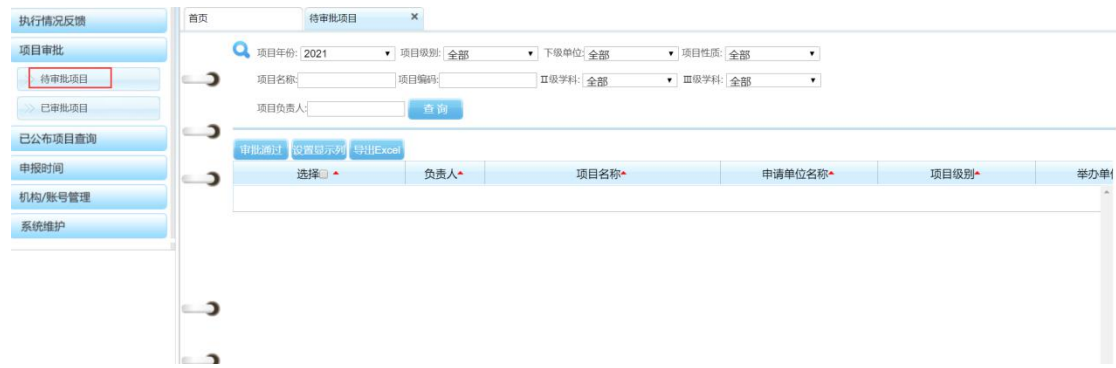 执行情况反馈
项目审批
待审批项目
已审批项目
已公布项目查询
申报时间
机构/账号管理
系统维护
首页 待审批项目 ×
项目年份: 2021 项目级别: 全部 下级单位: 全部 项目性质: 全部
项目名称: 项目编码: II级学科: 全部 III级学科: 全部
项目负责人: 查询
审批通过 设置显示列 导出Excel
选择 负责人 项目名称 申请单位名称 项目级别 举办单